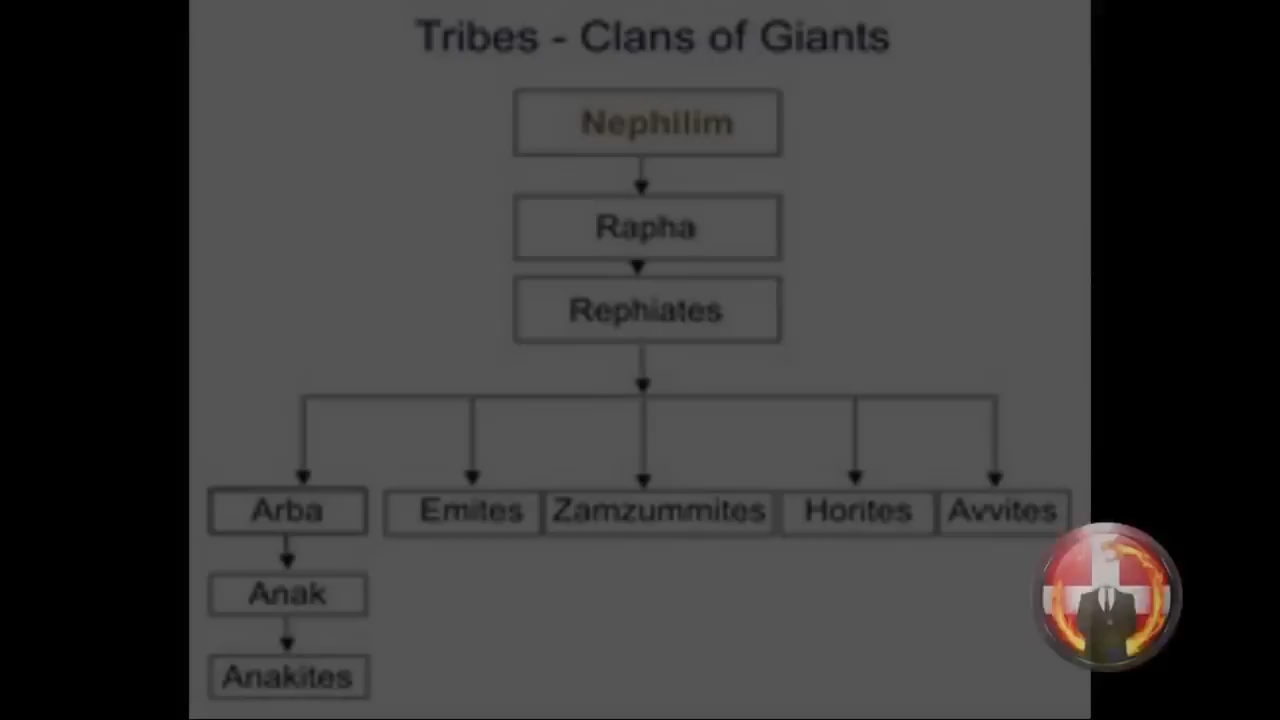 Tribes - Clans of Giants
Nephilim
Rapha
Rephiates
Arba
Emites
Zamzummites
Horites
Avvites
Anak
Anakites